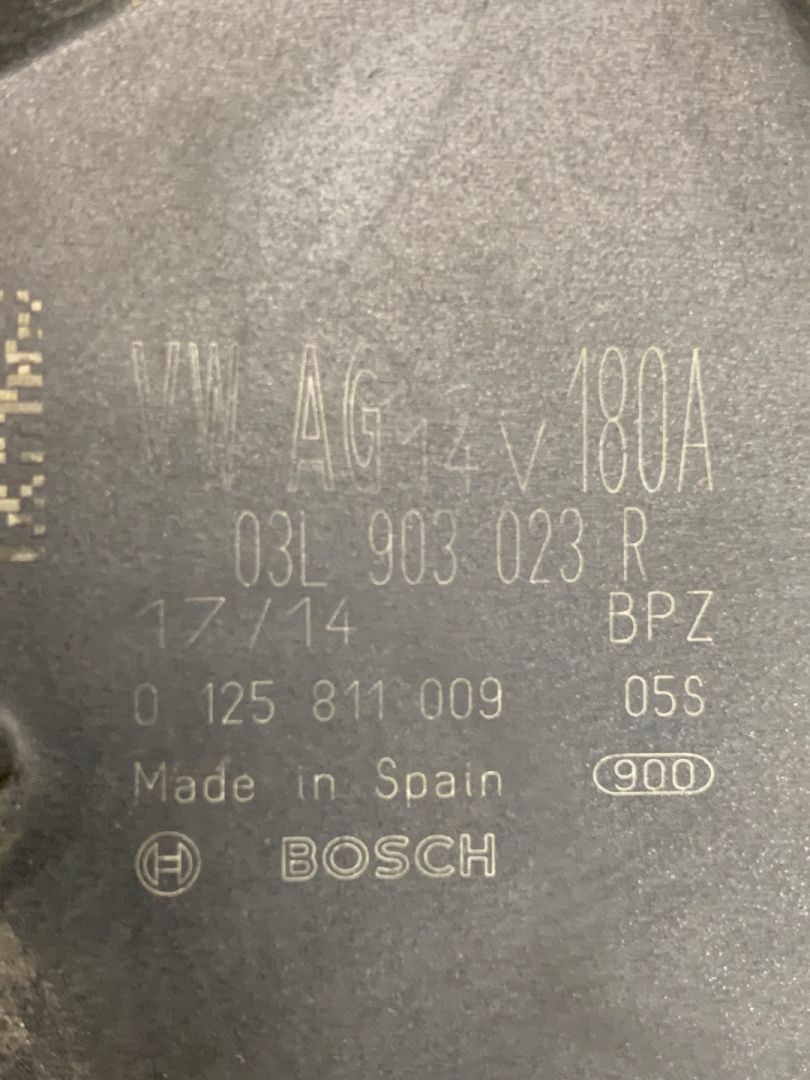 VW AG 14 V 180A
03L 903 023 R
17/14 BPZ
0 125 811 009 05S
Made in Spain 900
BOSCH